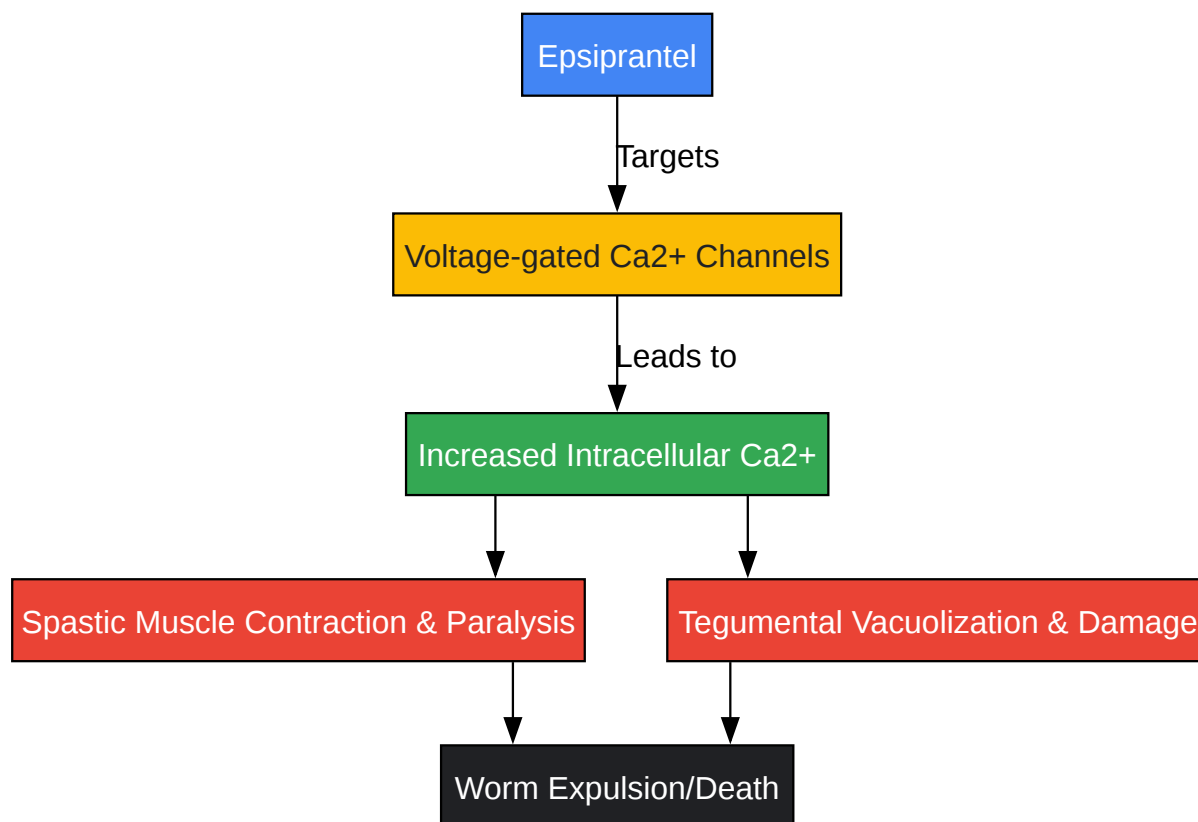 Epsiprantel
Targets
Voltage-gated Ca2+ Channels
Leads to
Increased Intracellular Ca2+
Spastic Muscle Contraction & Paralysis
Tegumental Vacuolization & Damage
Worm Expulsion/Death